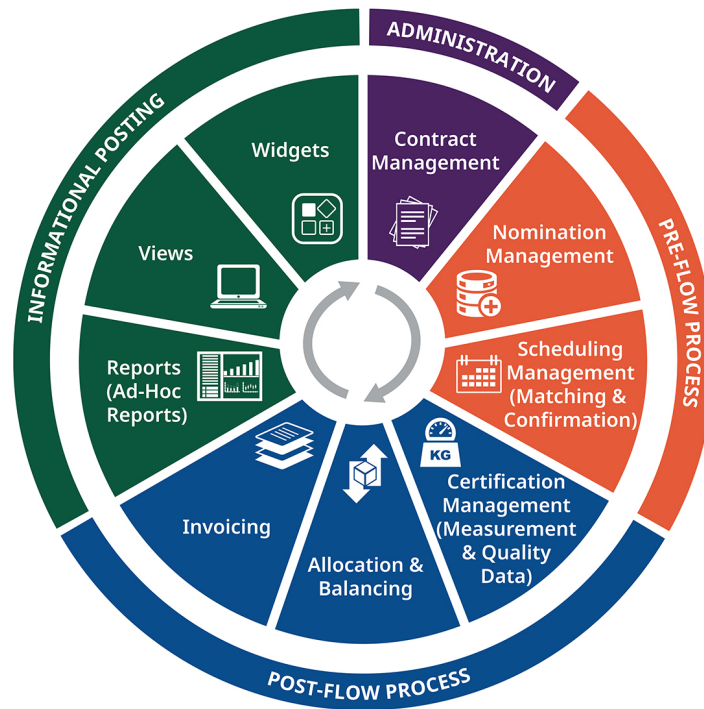 ADMINISTRATION
Contract
Management
PRE-FLOW PROCESS
Nomination
Management
Scheduling
Management
(Matching &
Confirmation)
POST-FLOW PROCESS
KG
Certification
Management
(Measurement
& Quality
Data)
Allocation &
Balancing
Invoicing
INFORMATIONAL POSTING
Reports
(Ad-Hoc
Reports)
Views
Widgets